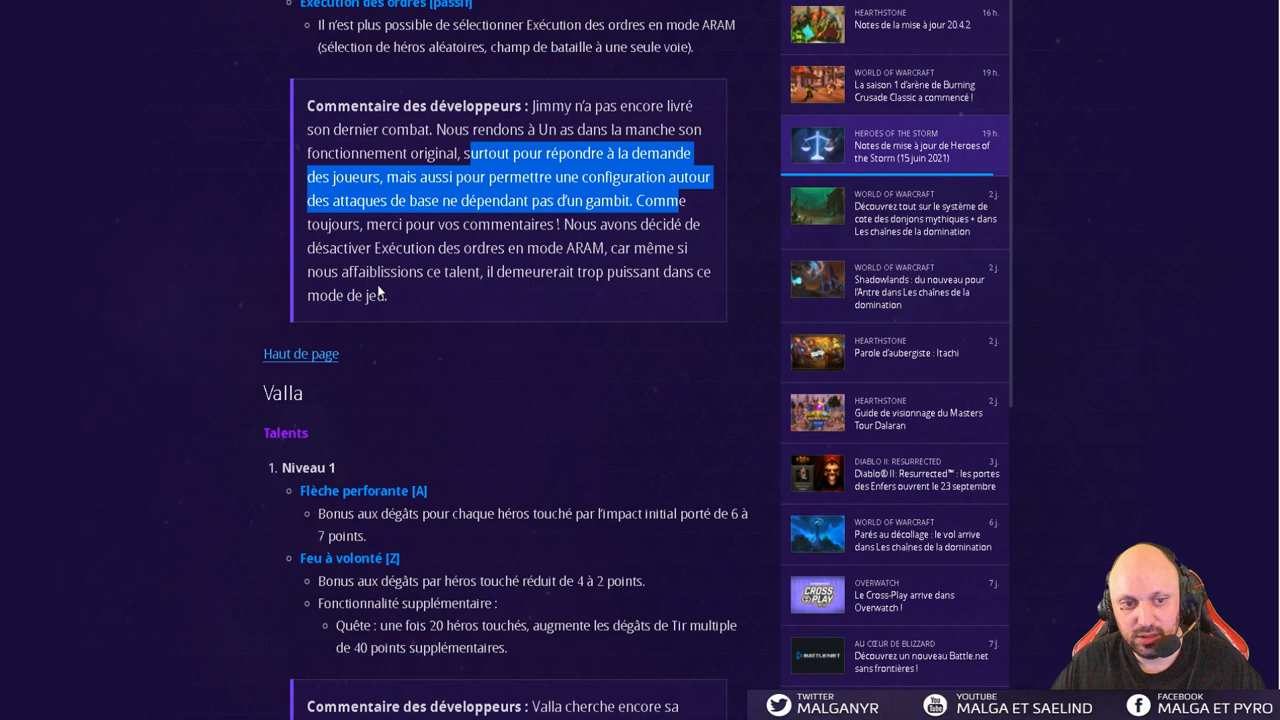 Exécution des ordres [passif]
Il n'est plus possible de sélectionner Exécution des ordres en mode ARAM
(sélection de héros aléatoires, champ de bataille à une seule voie).
Commentaire des développeurs : Jimmy n'a pas encore livré
son dernier combat. Nous rendons à Un as dans la manche son
fonctionnement original, surtout pour répondre à la demande
des joueurs, mais aussi pour permettre une configuration autour
des attaques de base ne dépendant pas d'un gambit. Comme
toujours, merci pour vos commentaires ! Nous avons décidé de
désactiver Exécution des ordres en mode ARAM, car même si
nous affaiblissions ce talent, il demeurerait trop puissant dans ce
mode de jeu.
Haut de page
Valla
Talents
1. Niveau 1
Flèche perforante [A]
Bonus aux dégâts pour chaque héros touché par l'impact initial porté de 6 à
7 points.
Feu à volonté [Z]
Bonus aux dégâts par héros touché réduit de 4 à 2 points.
Fonctionnalité supplémentaire :
Quête : une fois 20 héros touchés, augmente les dégâts de Tir multiple
de 40 points supplémentaires.
Commentaire des développeurs : Valla cherche encore sa
HEARTHSTONE 16 h.
Notes de la mise à jour 20.4.2
WORLD OF WARCRAFT 19 h.
La saison 1 d'arène de Burning
Crusade Classic a commencé !
HEROES OF THE STORM 19 h.
Notes de mise à jour de Heroes of
the Storm (15 juin 2021)
WORLD OF WARCRAFT 2 j.
Découvrez tout sur le système de
cote des donjons mythiques + dans
Les chaînes de la domination
WORLD OF WARCRAFT 2 j.
Shadowlands : du nouveau pour
l'Antre dans Les chaînes de la
domination
HEARTHSTONE 2 j.
Parole d'aubergiste : Itachi
HEARTHSTONE 2 j.
Guide de visionnage du Masters
Tour Dalaran
DIABLO II: RESURRECTED 3 j.
Diablo® II: Resurrected™ : les portes
des Enfers ouvrent le 23 septembre
WORLD OF WARCRAFT 6 j.
Parés au décollage : le vol arrive
dans Les chaînes de la domination
OVERWATCH 7 j.
Le Cross-Play arrive dans
Overwatch !
CROSS
PLAY
AU CŒUR DE BLIZZARD 7 j.
Découvrez un nouveau Battle.net
sans frontières !
BATTLE.NET
TWITTER
MALGANYR
YOUTUBE
MALGA ET SAELIND
FACEBOOK
MALGA ET PYRO